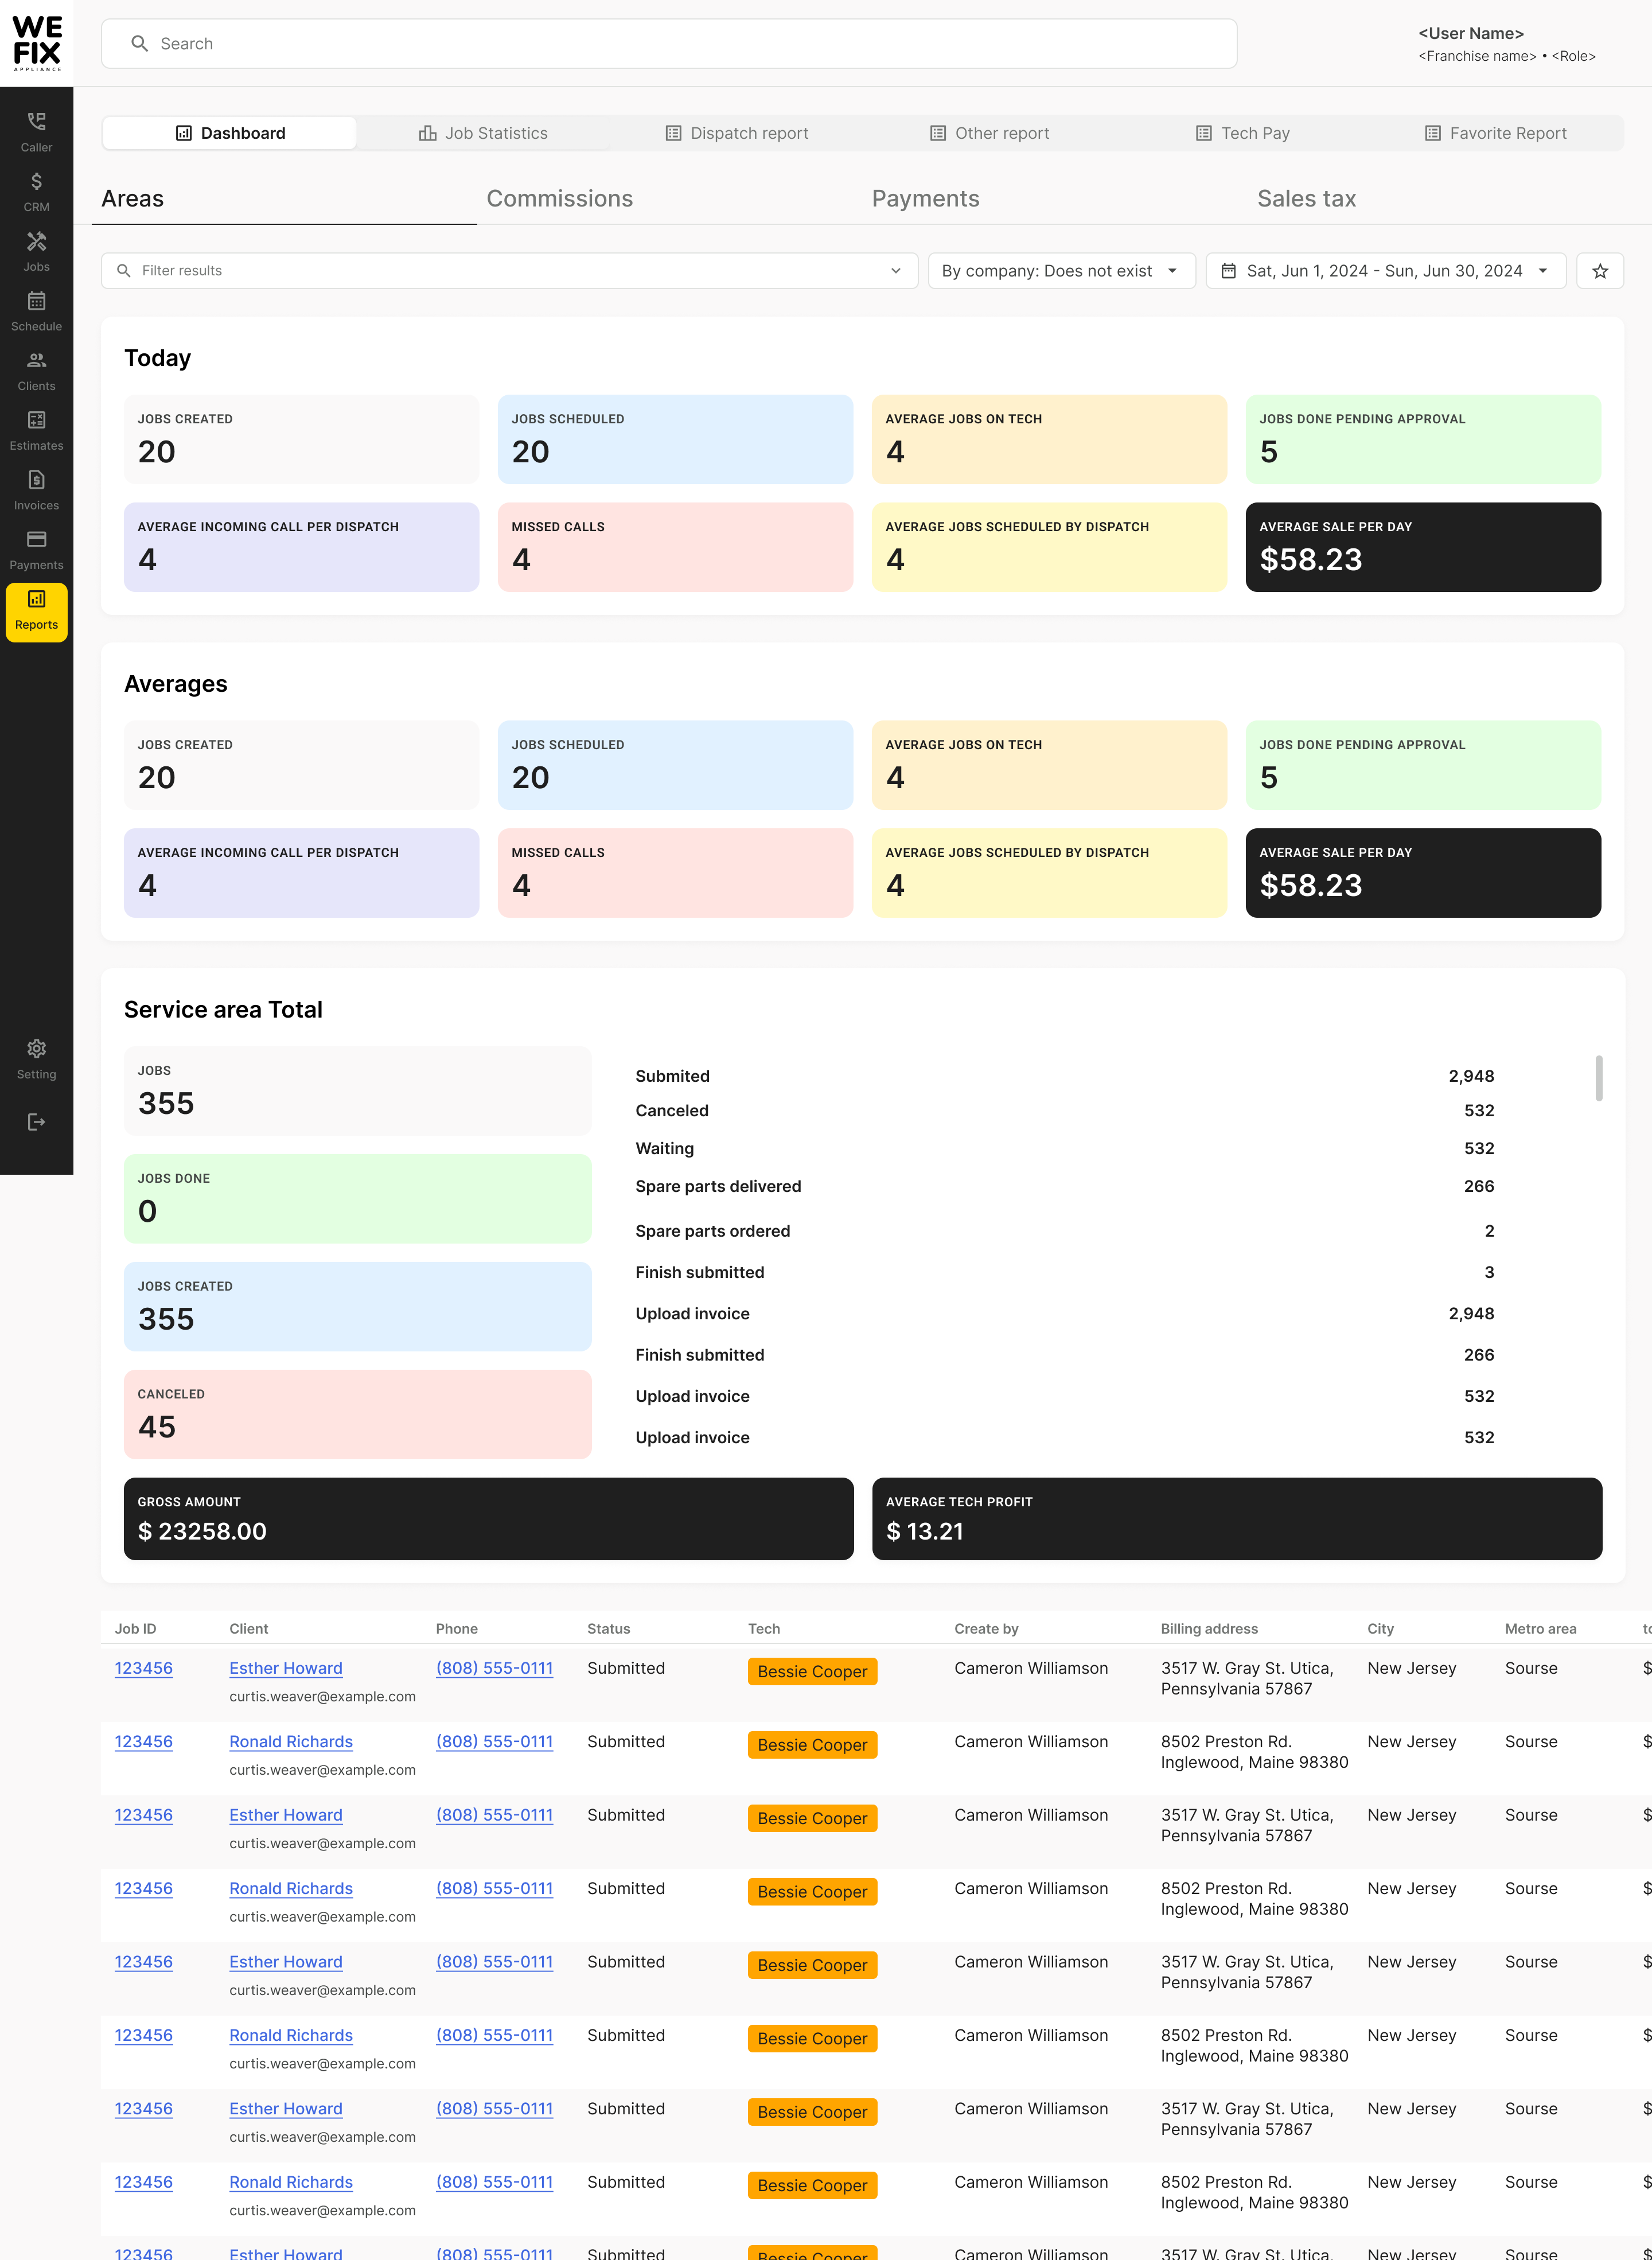 WE
FIX
APPLIANCE
Search
<User Name>
<Franchise name> • <Role>
Caller
CRM
Jobs
Schedule
Clients
Estimates
Invoices
Payments
Reports
Setting
Dashboard
Job Statistics
Dispatch report
Other report
Tech Pay
Favorite Report
Areas
Commissions
Payments
Sales tax
Filter results
By company: Does not exist
Sat, Jun 1, 2024 - Sun, Jun 30, 2024
Today
JOBS CREATED
20
JOBS SCHEDULED
20
AVERAGE JOBS ON TECH
4
JOBS DONE PENDING APPROVAL
5
AVERAGE INCOMING CALL PER DISPATCH
4
MISSED CALLS
4
AVERAGE JOBS SCHEDULED BY DISPATCH
4
AVERAGE SALE PER DAY
$58.23
Averages
JOBS CREATED
20
JOBS SCHEDULED
20
AVERAGE JOBS ON TECH
4
JOBS DONE PENDING APPROVAL
5
AVERAGE INCOMING CALL PER DISPATCH
4
MISSED CALLS
4
AVERAGE JOBS SCHEDULED BY DISPATCH
4
AVERAGE SALE PER DAY
$58.23
Service area Total
JOBS
355
JOBS DONE
0
JOBS CREATED
355
CANCELED
45
Submited 2,948
Canceled 532
Waiting 532
Spare parts delivered 266
Spare parts ordered 2
Finish submitted 3
Upload invoice 2,948
Finish submitted 266
Upload invoice 532
Upload invoice 532
GROSS AMOUNT
$ 23258.00
AVERAGE TECH PROFIT
$ 13.21
Job ID Client Phone Status Tech Create by Billing address City Metro area
123456 Esther Howard (808) 555-0111 Submitted Bessie Cooper Cameron Williamson 3517 W. Gray St. Utica, New Jersey Sourse $
curtis.weaver@example.com Pennsylvania 57867
123456 Ronald Richards (808) 555-0111 Submitted Bessie Cooper Cameron Williamson 8502 Preston Rd. New Jersey Sourse $
curtis.weaver@example.com Inglewood, Maine 98380
123456 Esther Howard (808) 555-0111 Submitted Bessie Cooper Cameron Williamson 3517 W. Gray St. Utica, New Jersey Sourse $
curtis.weaver@example.com Pennsylvania 57867
123456 Ronald Richards (808) 555-0111 Submitted Bessie Cooper Cameron Williamson 8502 Preston Rd. New Jersey Sourse $
curtis.weaver@example.com Inglewood, Maine 98380
123456 Esther Howard (808) 555-0111 Submitted Bessie Cooper Cameron Williamson 3517 W. Gray St. Utica, New Jersey Sourse $
curtis.weaver@example.com Pennsylvania 57867
123456 Ronald Richards (808) 555-0111 Submitted Bessie Cooper Cameron Williamson 8502 Preston Rd. New Jersey Sourse $
curtis.weaver@example.com Inglewood, Maine 98380
123456 Esther Howard (808) 555-0111 Submitted Bessie Cooper Cameron Williamson 3517 W. Gray St. Utica, New Jersey Sourse $
curtis.weaver@example.com Pennsylvania 57867
123456 Ronald Richards (808) 555-0111 Submitted Bessie Cooper Cameron Williamson 8502 Preston Rd. New Jersey Sourse $
curtis.weaver@example.com Inglewood, Maine 98380
123456 Esther Howard (808) 555-0111 Submitted Bessie Cooper Cameron Williamson 3517 W. Gray St. Utica, New Jersey Sourse $